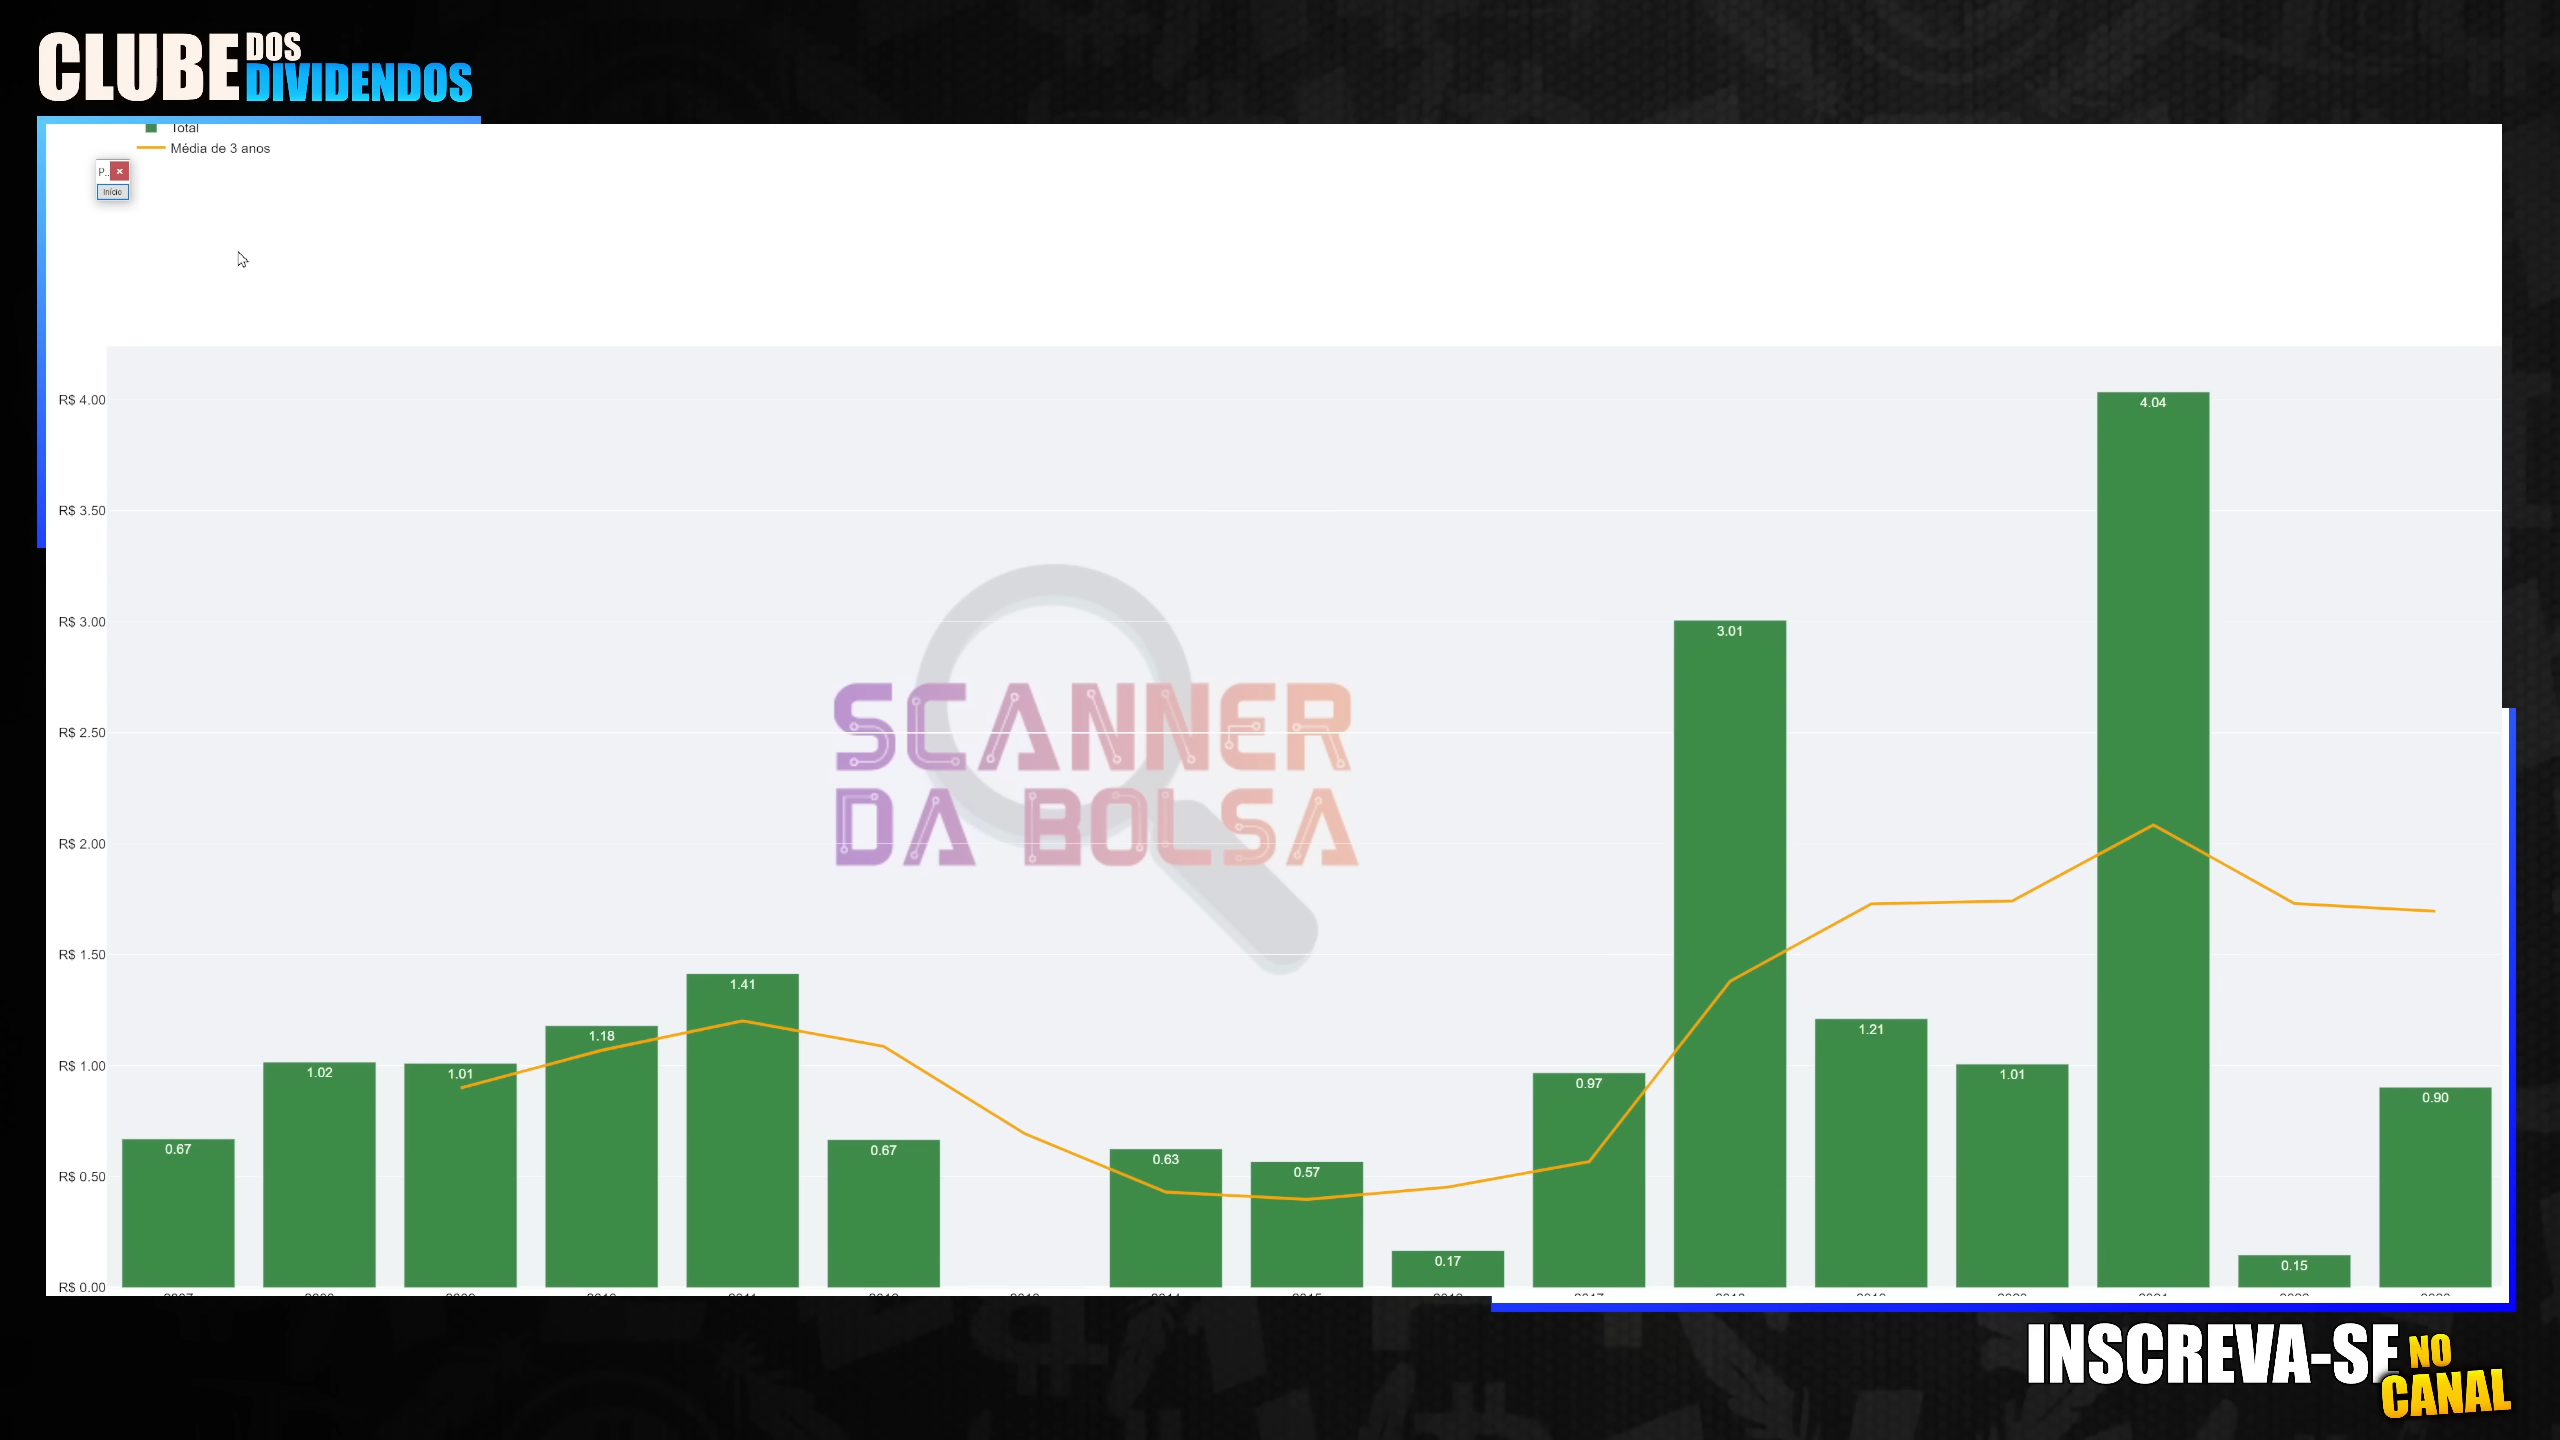 CLUBE DOS
DIVIDENDOS
Total
Média de 3 anos
P..
Início
R$ 4.00
R$ 3.50
R$ 3.00
R$ 2.50
R$ 2.00
R$ 1.50
R$ 1.00
R$ 0.50
R$ 0.00
SCANNER
DA BOLSA
0.67
1.02
1.01
1.18
1.41
0.67
0.63
0.57
0.17
0.97
3.01
1.21
1.01
4.04
0.15
0.90
INSCREVA-SE NO
CANAL